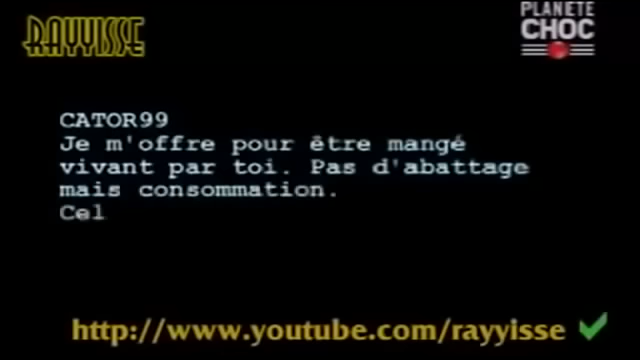 RAYYISSE
PLANETE
CHOC
CATOR99
Je m'offre pour être mangé
vivant par toi. Pas d'abattage
mais consommation.
Cel
http://www.youtube.com/rayyisse